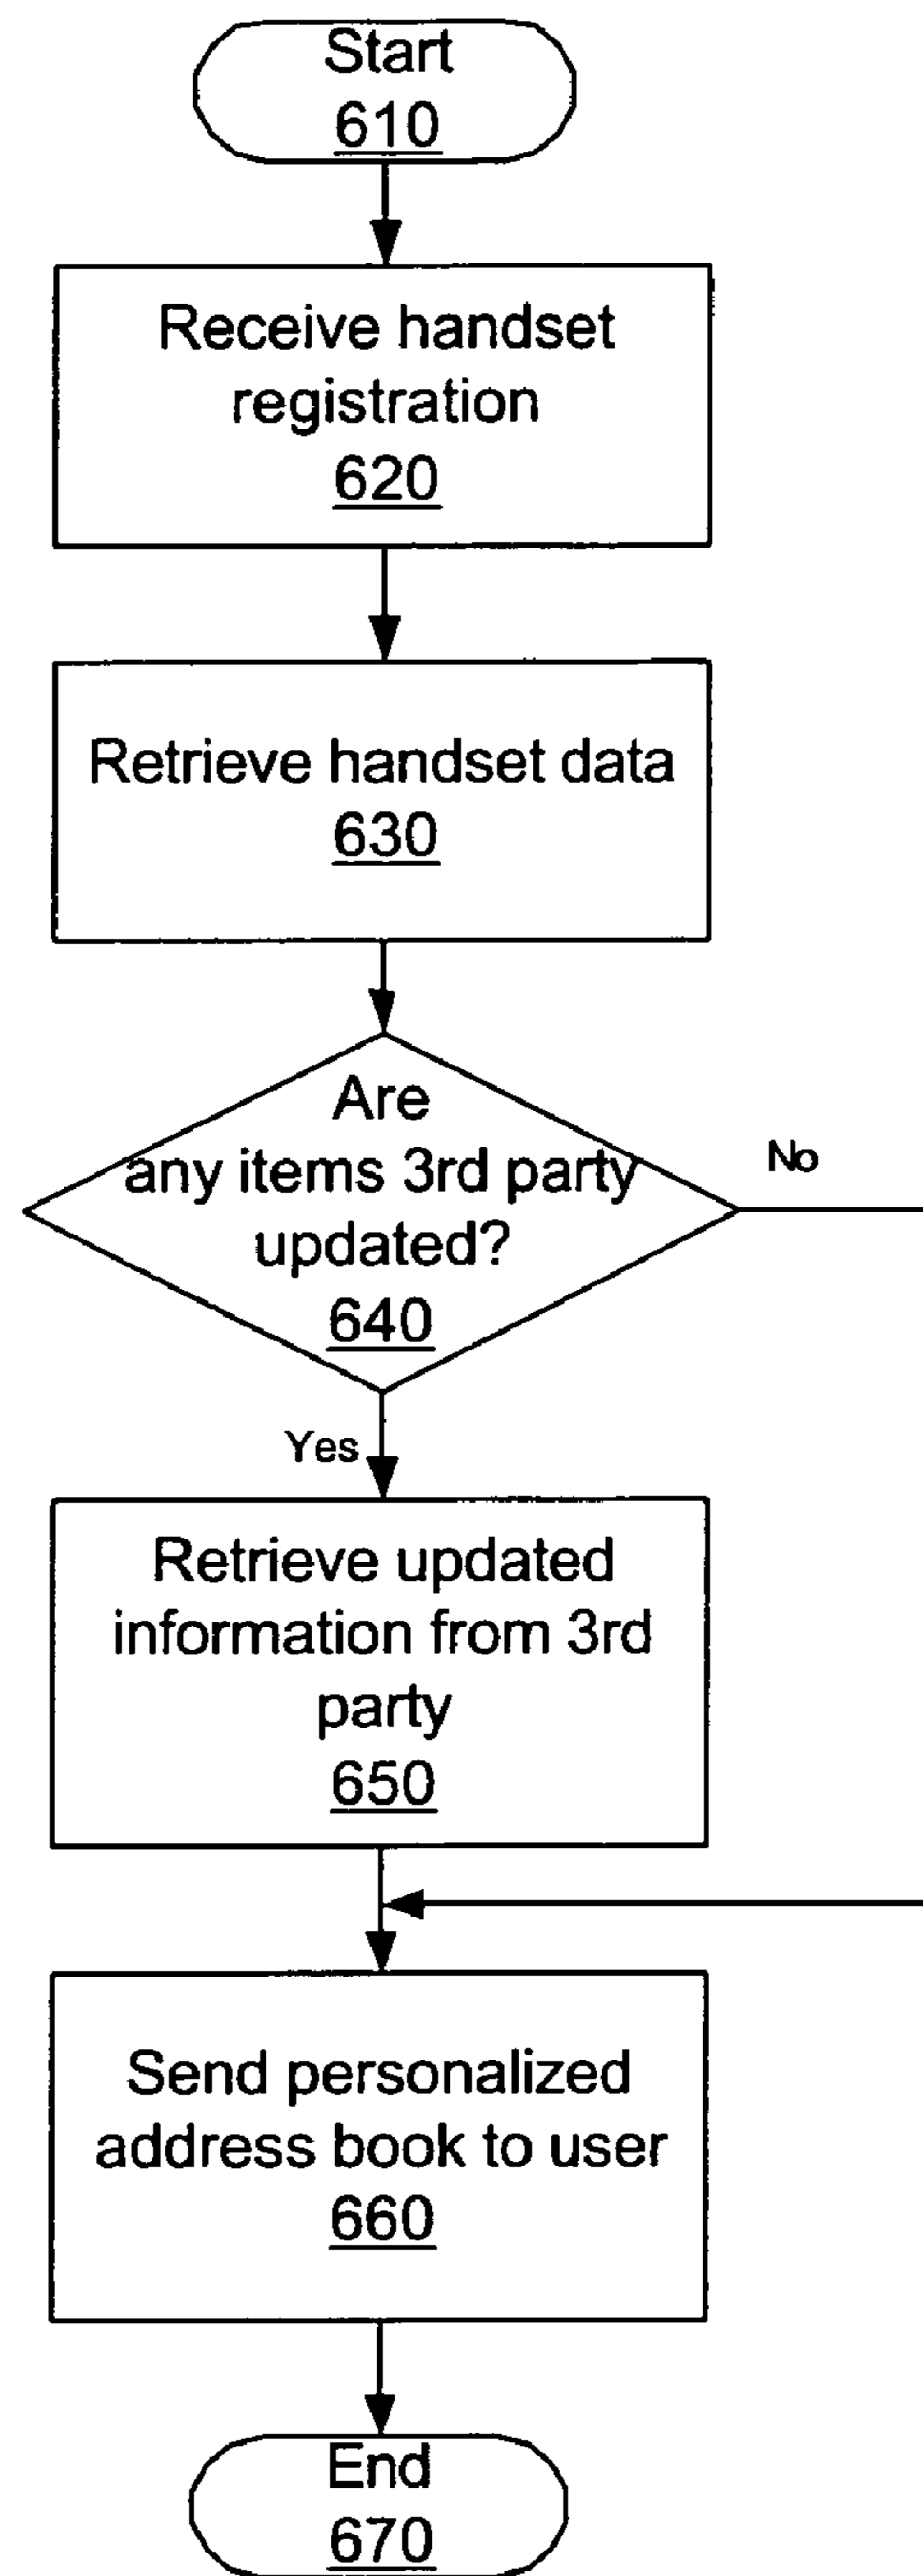 Start
610
Receive handset
registration
620
Retrieve handset data
630
Are
any items 3rd party
updated?
640
No
Yes
Retrieve updated
information from 3rd
party
650
Send personalized
address book to user
660
End
670